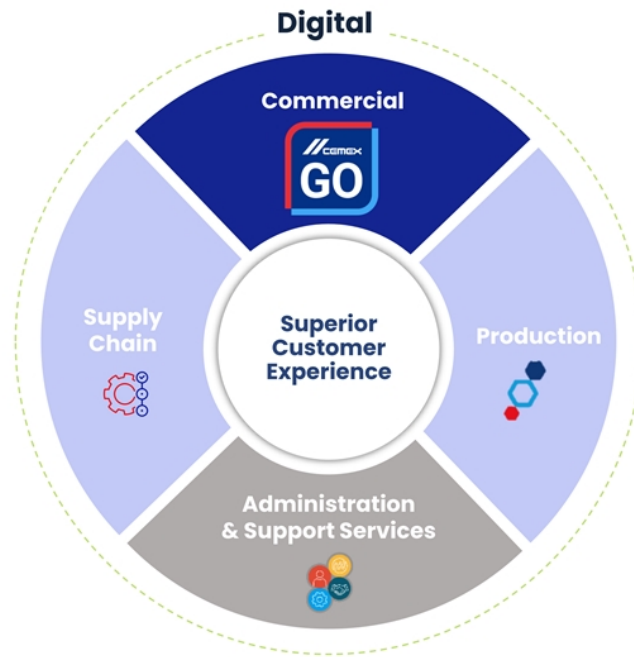 Digital
Commercial
CEMEX
GO
Supply
Chain
Superior
Customer
Experience
Production
Administration
& Support Services